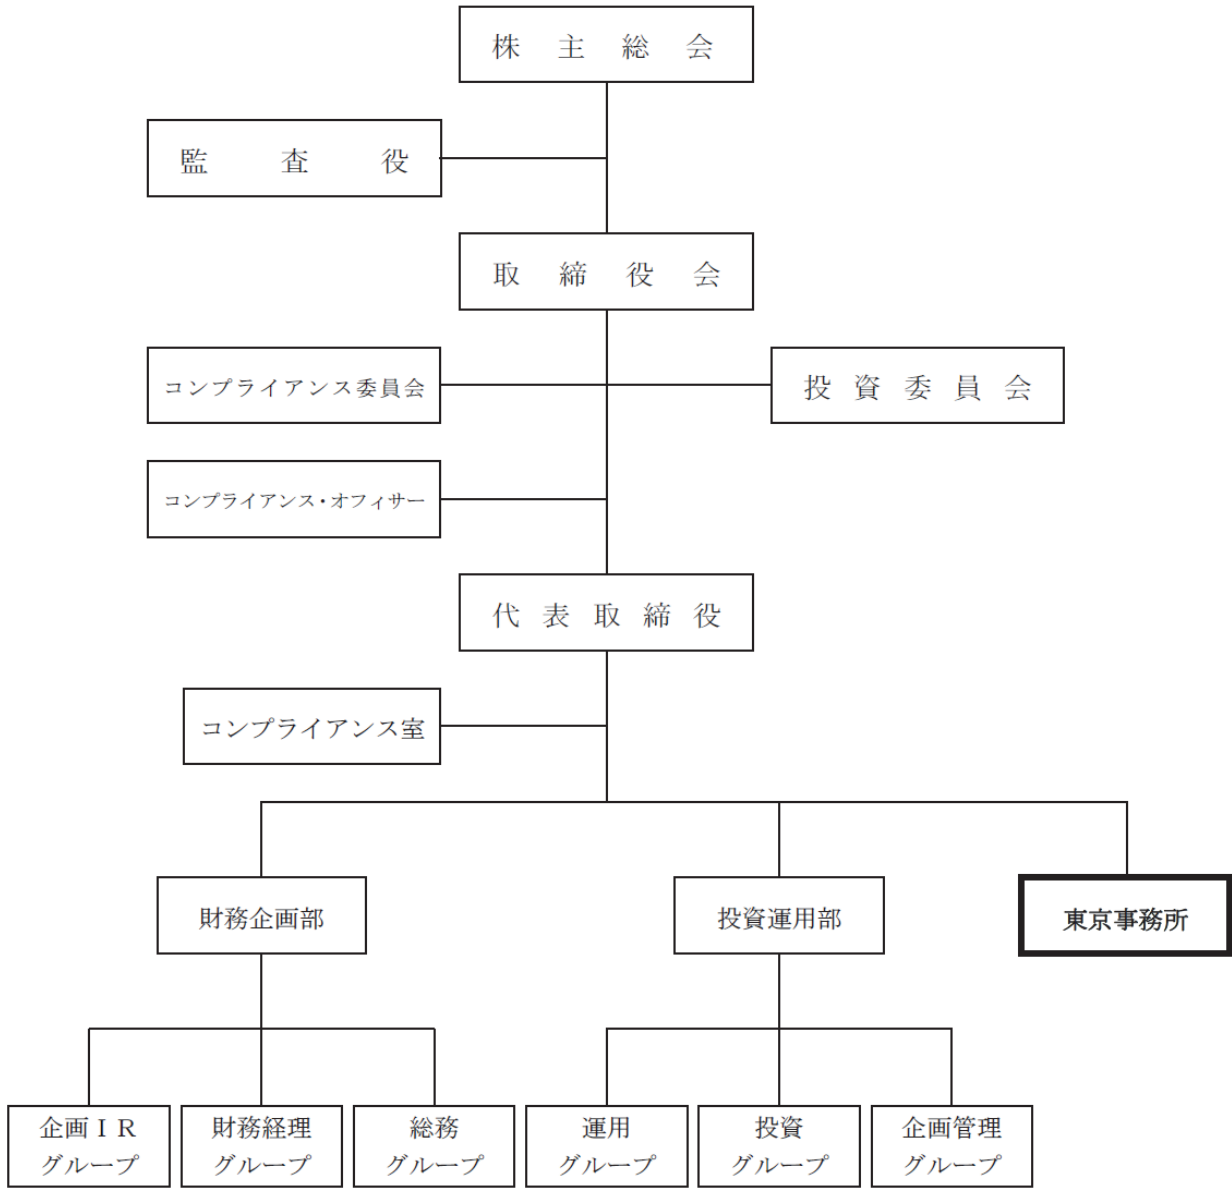 株主総会
監査役
取締役会
コンプライアンス委員会
投資委員会
コンプライアンス・オフィサー
代表取締役
コンプライアンス室
財務企画部
投資運用部
東京事務所
企画ＩＲ
グループ
財務経理
グループ
総務
グループ
運用
グループ
投資
グループ
企画管理
グループ